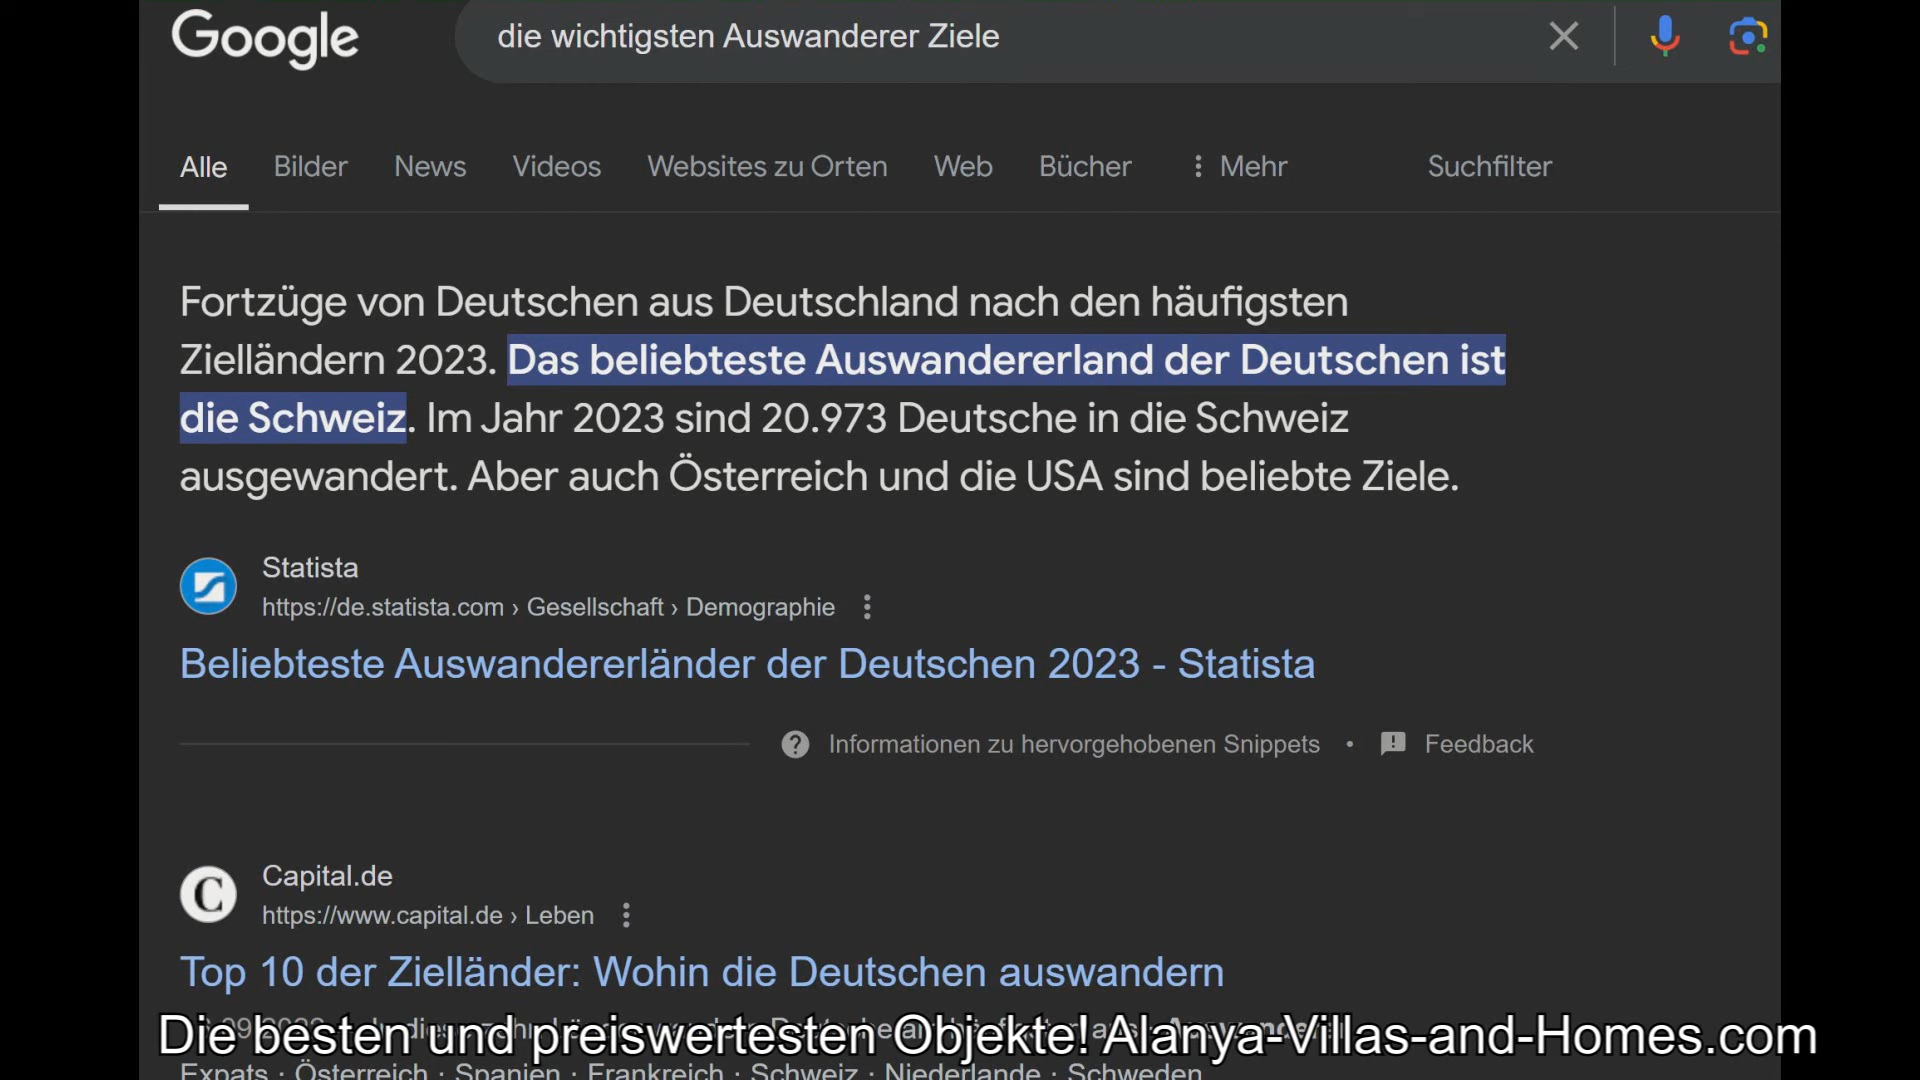 Google
die wichtigsten Auswanderer Ziele
Alle Bilder News Videos Websites zu Orten Web Bücher Mehr Suchfilter
Fortzüge von Deutschen aus Deutschland nach den häufigsten
Zielländern 2023. Das beliebteste Auswandererland der Deutschen ist
die Schweiz. Im Jahr 2023 sind 20.973 Deutsche in die Schweiz
ausgewandert. Aber auch Österreich und die USA sind beliebte Ziele.
Statista
https://de.statista.com › Gesellschaft › Demographie
Beliebteste Auswandererländer der Deutschen 2023 - Statista
Informationen zu hervorgehobenen Snippets • Feedback
C
Capital.de
https://www.capital.de › Leben
Top 10 der Zielländer: Wohin die Deutschen auswandern
Die besten und preiswertesten Objekte! Alanya-Villas-and-Homes.com
Expats · Österreich · Spanien · Frankreich · Schweiz · Niederlande · Schweden